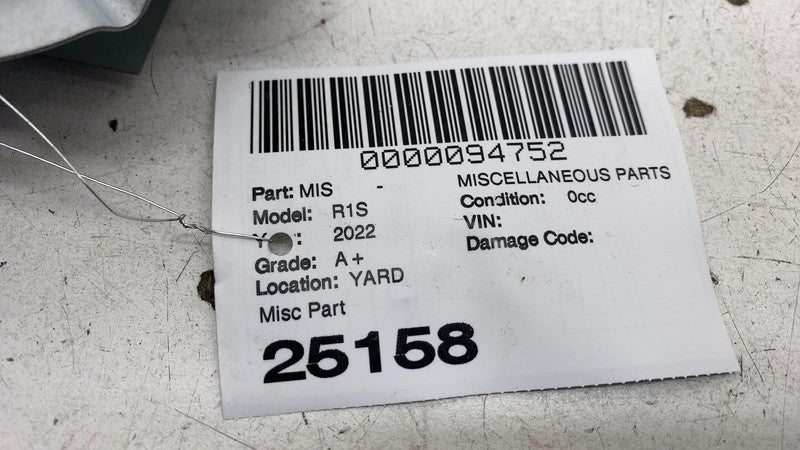 0000094752
Part: MIS - MISCELLANEOUS PARTS
Model: R1S Condition: 0cc
2022 VIN:
Grade: A+ Damage Code:
Location: YARD
Misc Part
25158